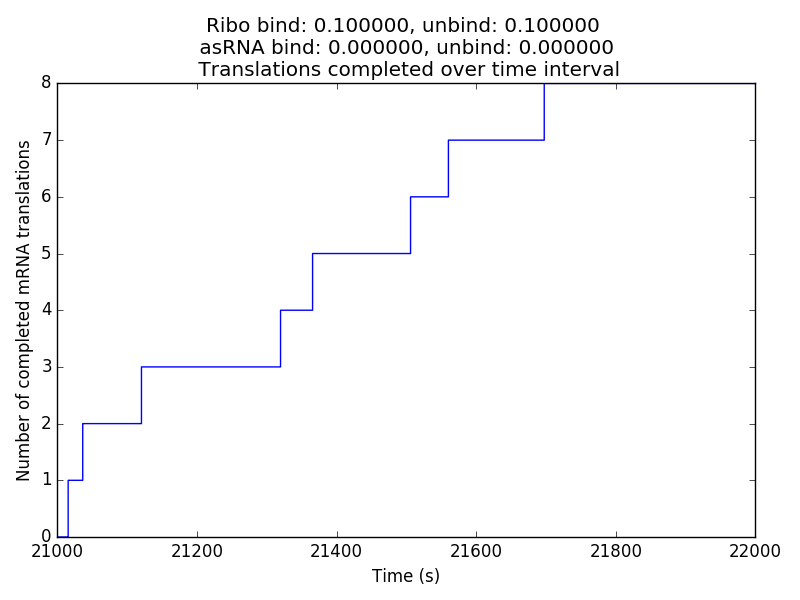 Ribo bind: 0.100000, unbind: 0.100000
asRNA bind: 0.000000, unbind: 0.000000
Translations completed over time interval
8
7
6
5
4
3
2
1
0
Number of completed mRNA translations
21000 21200 21400 21600 21800 22000
Time (s)